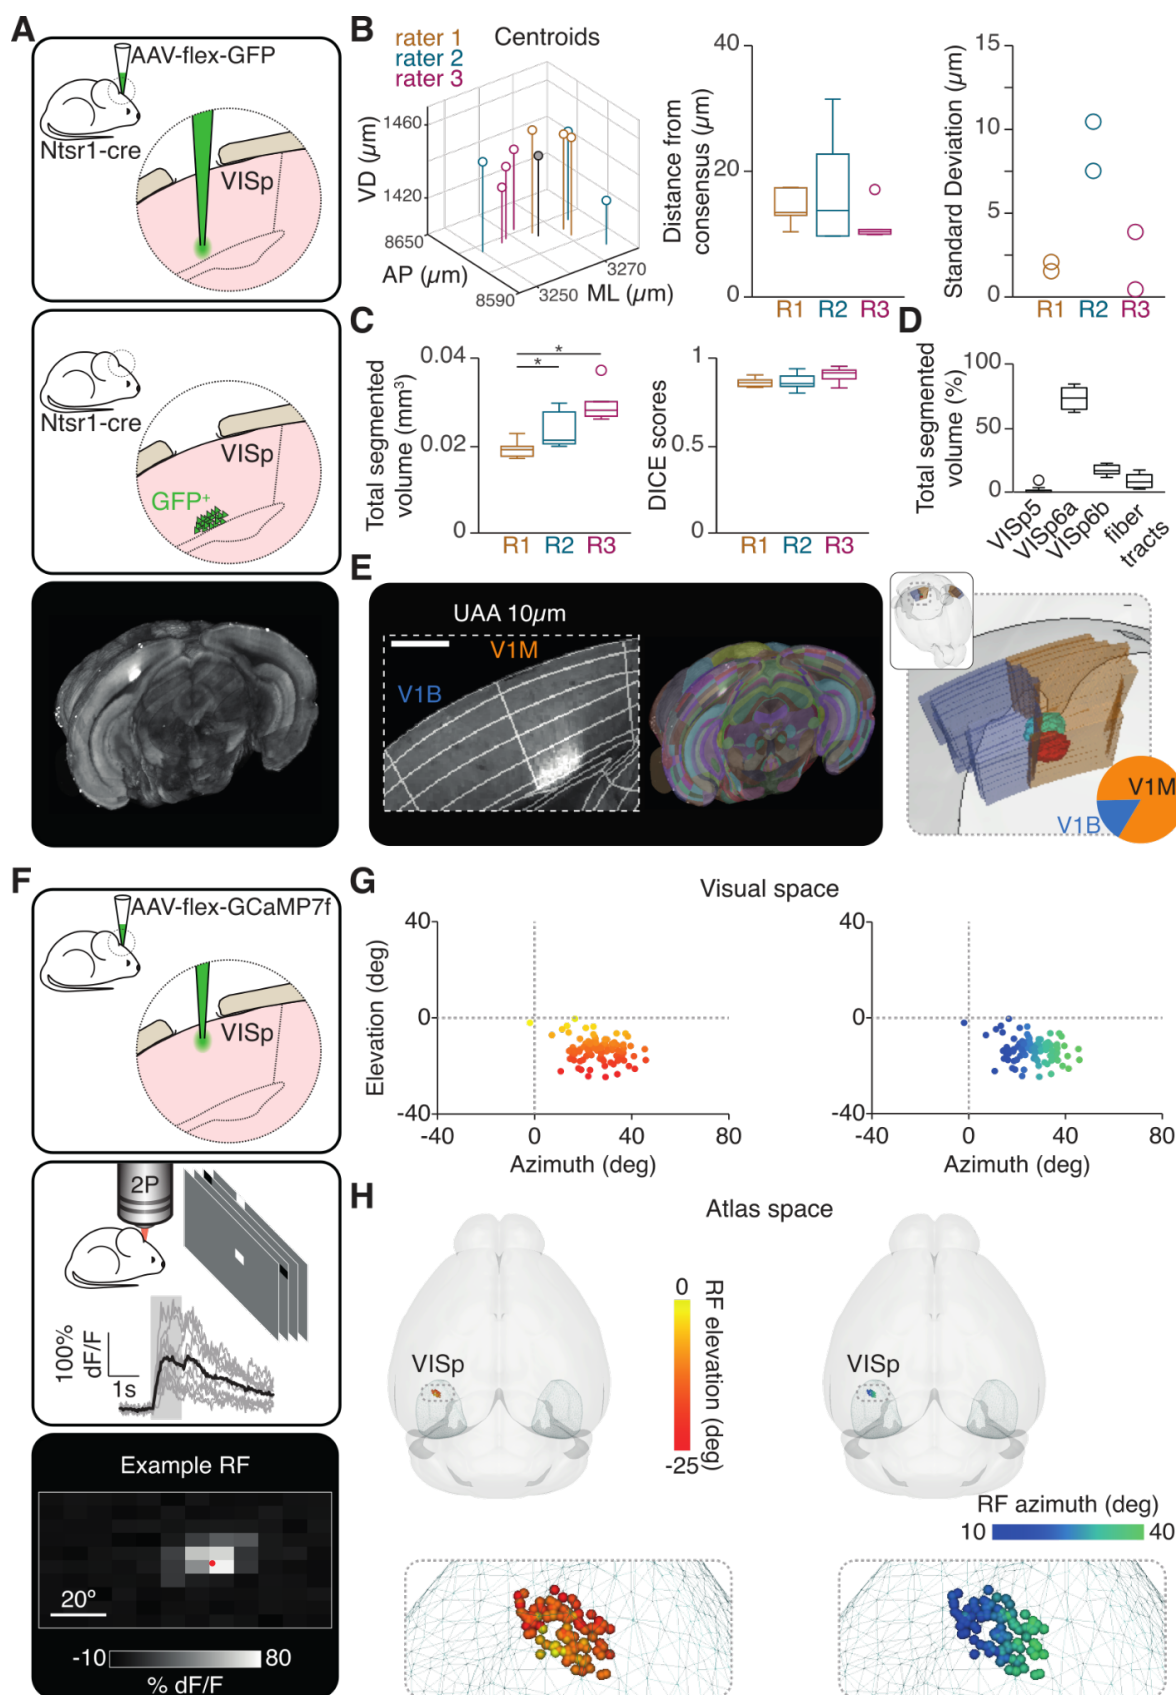 A
AAV-flex-GFP
Ntsr1-cre
VISp
Ntsr1-cre
VISp
GFP+
B
rater 1
rater 2
rater 3
Centroids
1460
1420
VD (µm)
8650
AP (µm)
8590
3250
ML (µm)
3270
40
20
0
Distance from
consensus (µm)
R1 R2 R3
15
10
5
0
Standard Deviation (µm)
R1 R2 R3
C
0.04
0.02
0
Total segmented
volume (mm³)
* *
R1 R2 R3
1
0.5
0
DICE scores
R1 R2 R3
D
100
50
0
Total segmented
volume (%)
VISp5
VISp6a
VISp6b
fiber
tracts
E
UAA 10µm
V1M
V1B
V1M
V1B
F
AAV-flex-GCaMP7f
VISp
2P
100%
dF/F
1s
Example RF
20º
-10 80
% dF/F
G
Visual space
40
0
-40
Elevation (deg)
-40 0 40 80
Azimuth (deg)
40
0
-40
-40 0 40 80
Azimuth (deg)
H
Atlas space
VISp
0
RF elevation (deg)
-25
VISp
RF azimuth (deg)
10 40